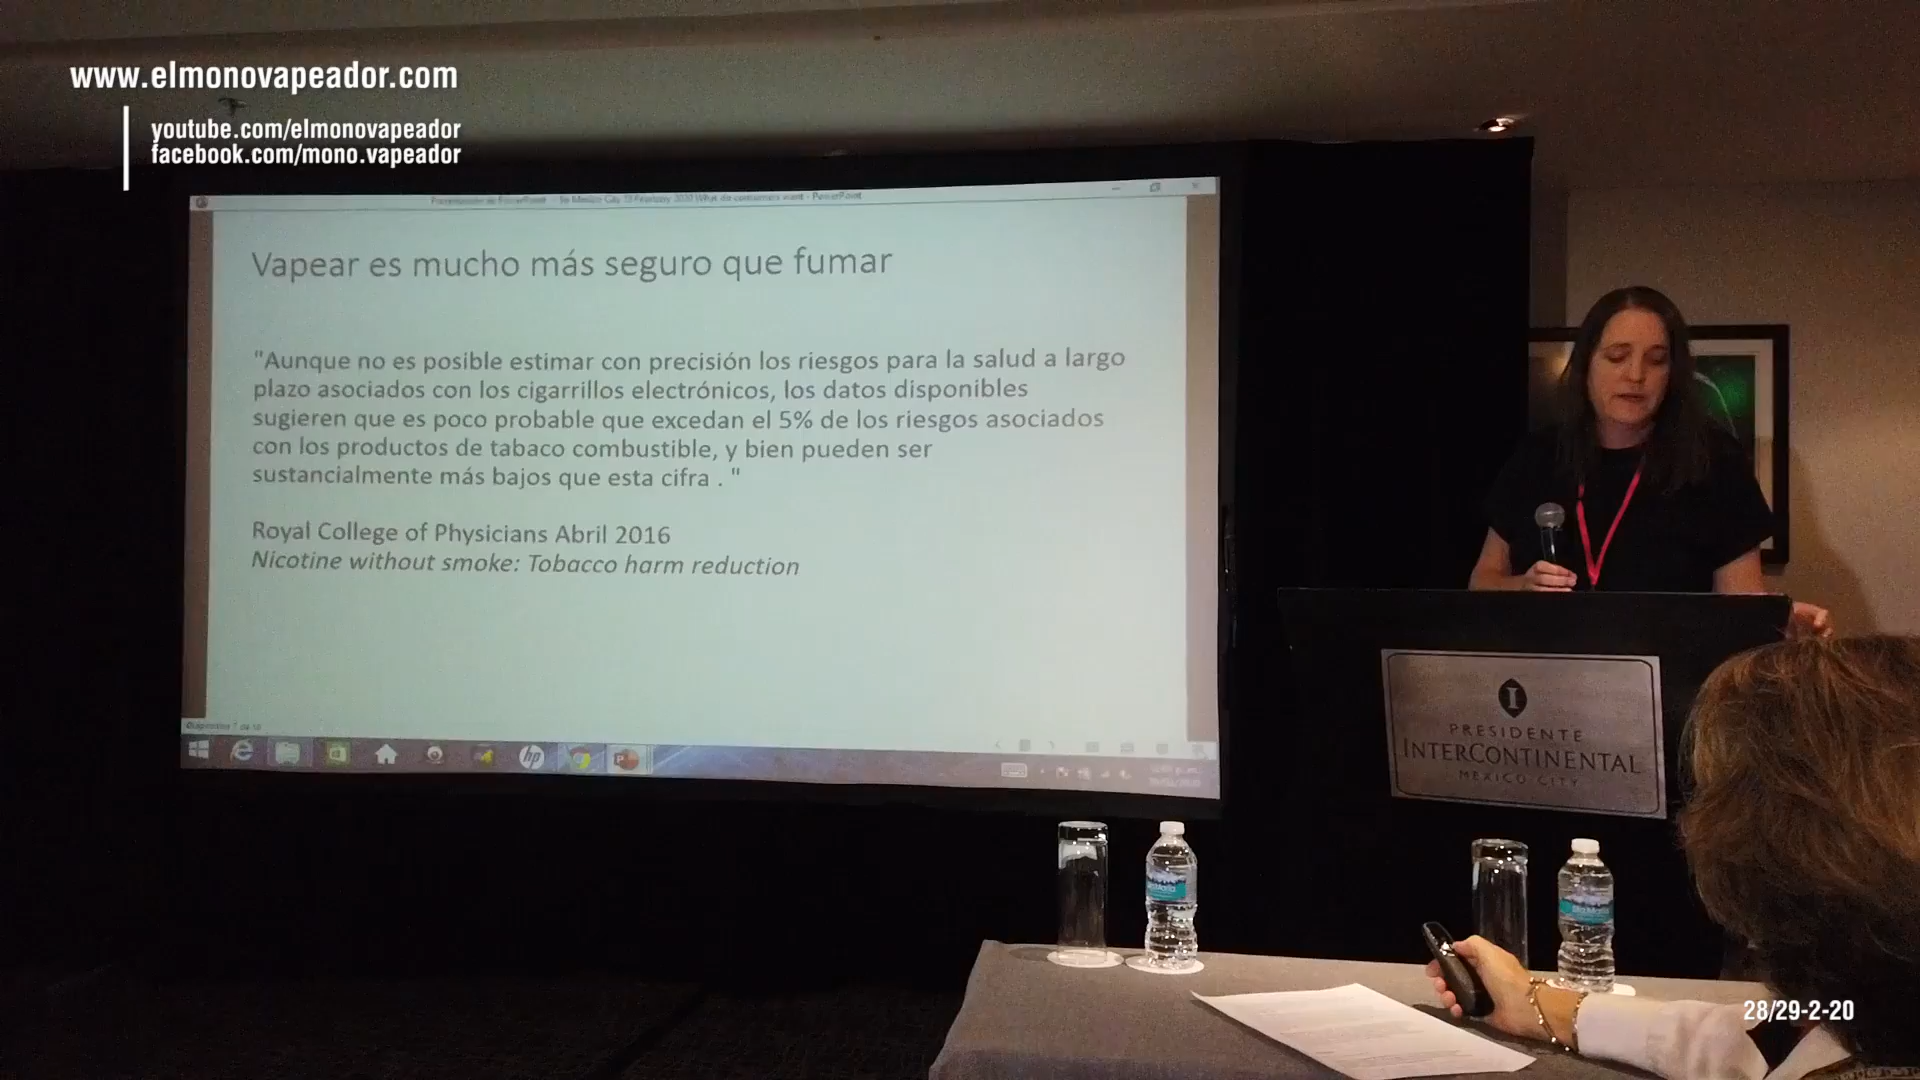 www.elmonovapeador.com
youtube.com/elmonovapeador
facebook.com/mono.vapeador
Vapear es mucho más seguro que fumar
"Aunque no es posible estimar con precisión los riesgos para la salud a largo
plazo asociados con los cigarrillos electrónicos, los datos disponibles
sugieren que es poco probable que excedan el 5% de los riesgos asociados
con los productos de tabaco combustible, y bien pueden ser
sustancialmente más bajos que esta cifra . "
Royal College of Physicians Abril 2016
Nicotine without smoke: Tobacco harm reduction
hp
I
PRESIDENTE
INTERCONTINENTAL
MEXICO CITY
28/29-2-20